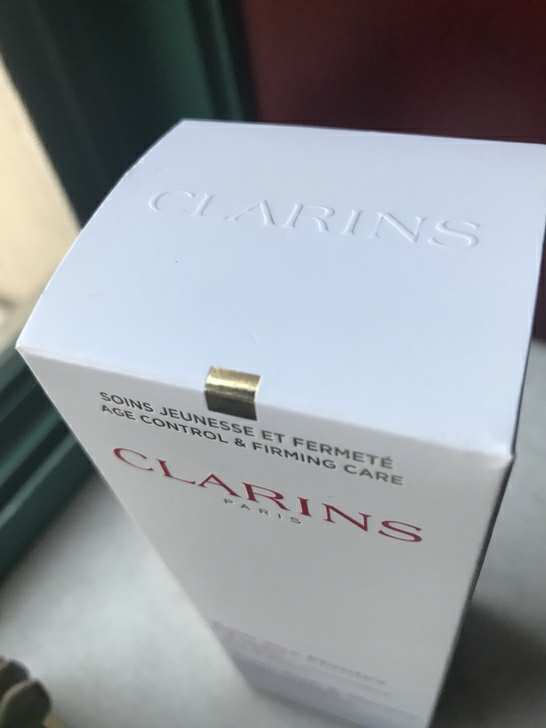 CLARINS
SOINS JEUNESSE ET FERMETÉ
AGE CONTROL & FIRMING CARE
CLARINS
PARIS